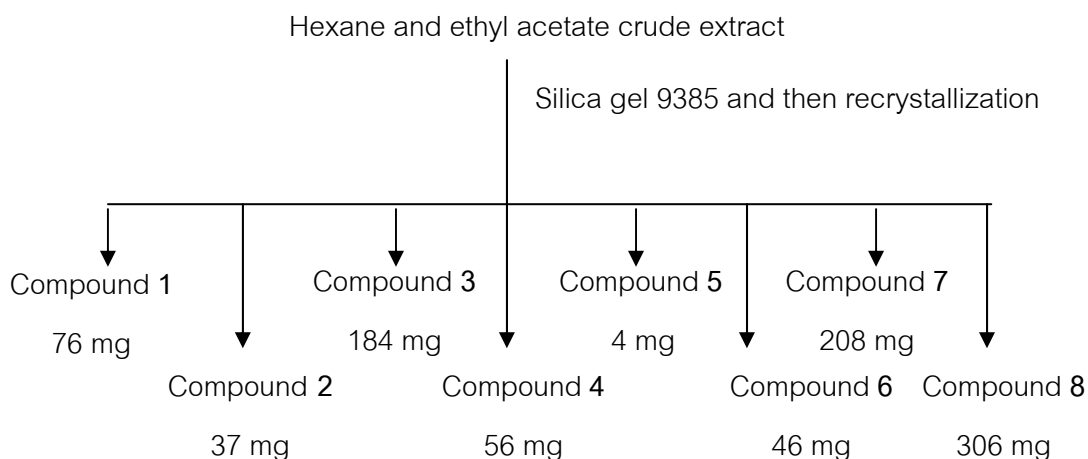 Hexane and ethyl acetate crude extract
Silica gel 9385 and then recrystallization
Compound 1
76 mg
Compound 2
37 mg
Compound 3
184 mg
Compound 4
56 mg
Compound 5
4 mg
Compound 6
46 mg
Compound 7
208 mg
Compound 8
306 mg